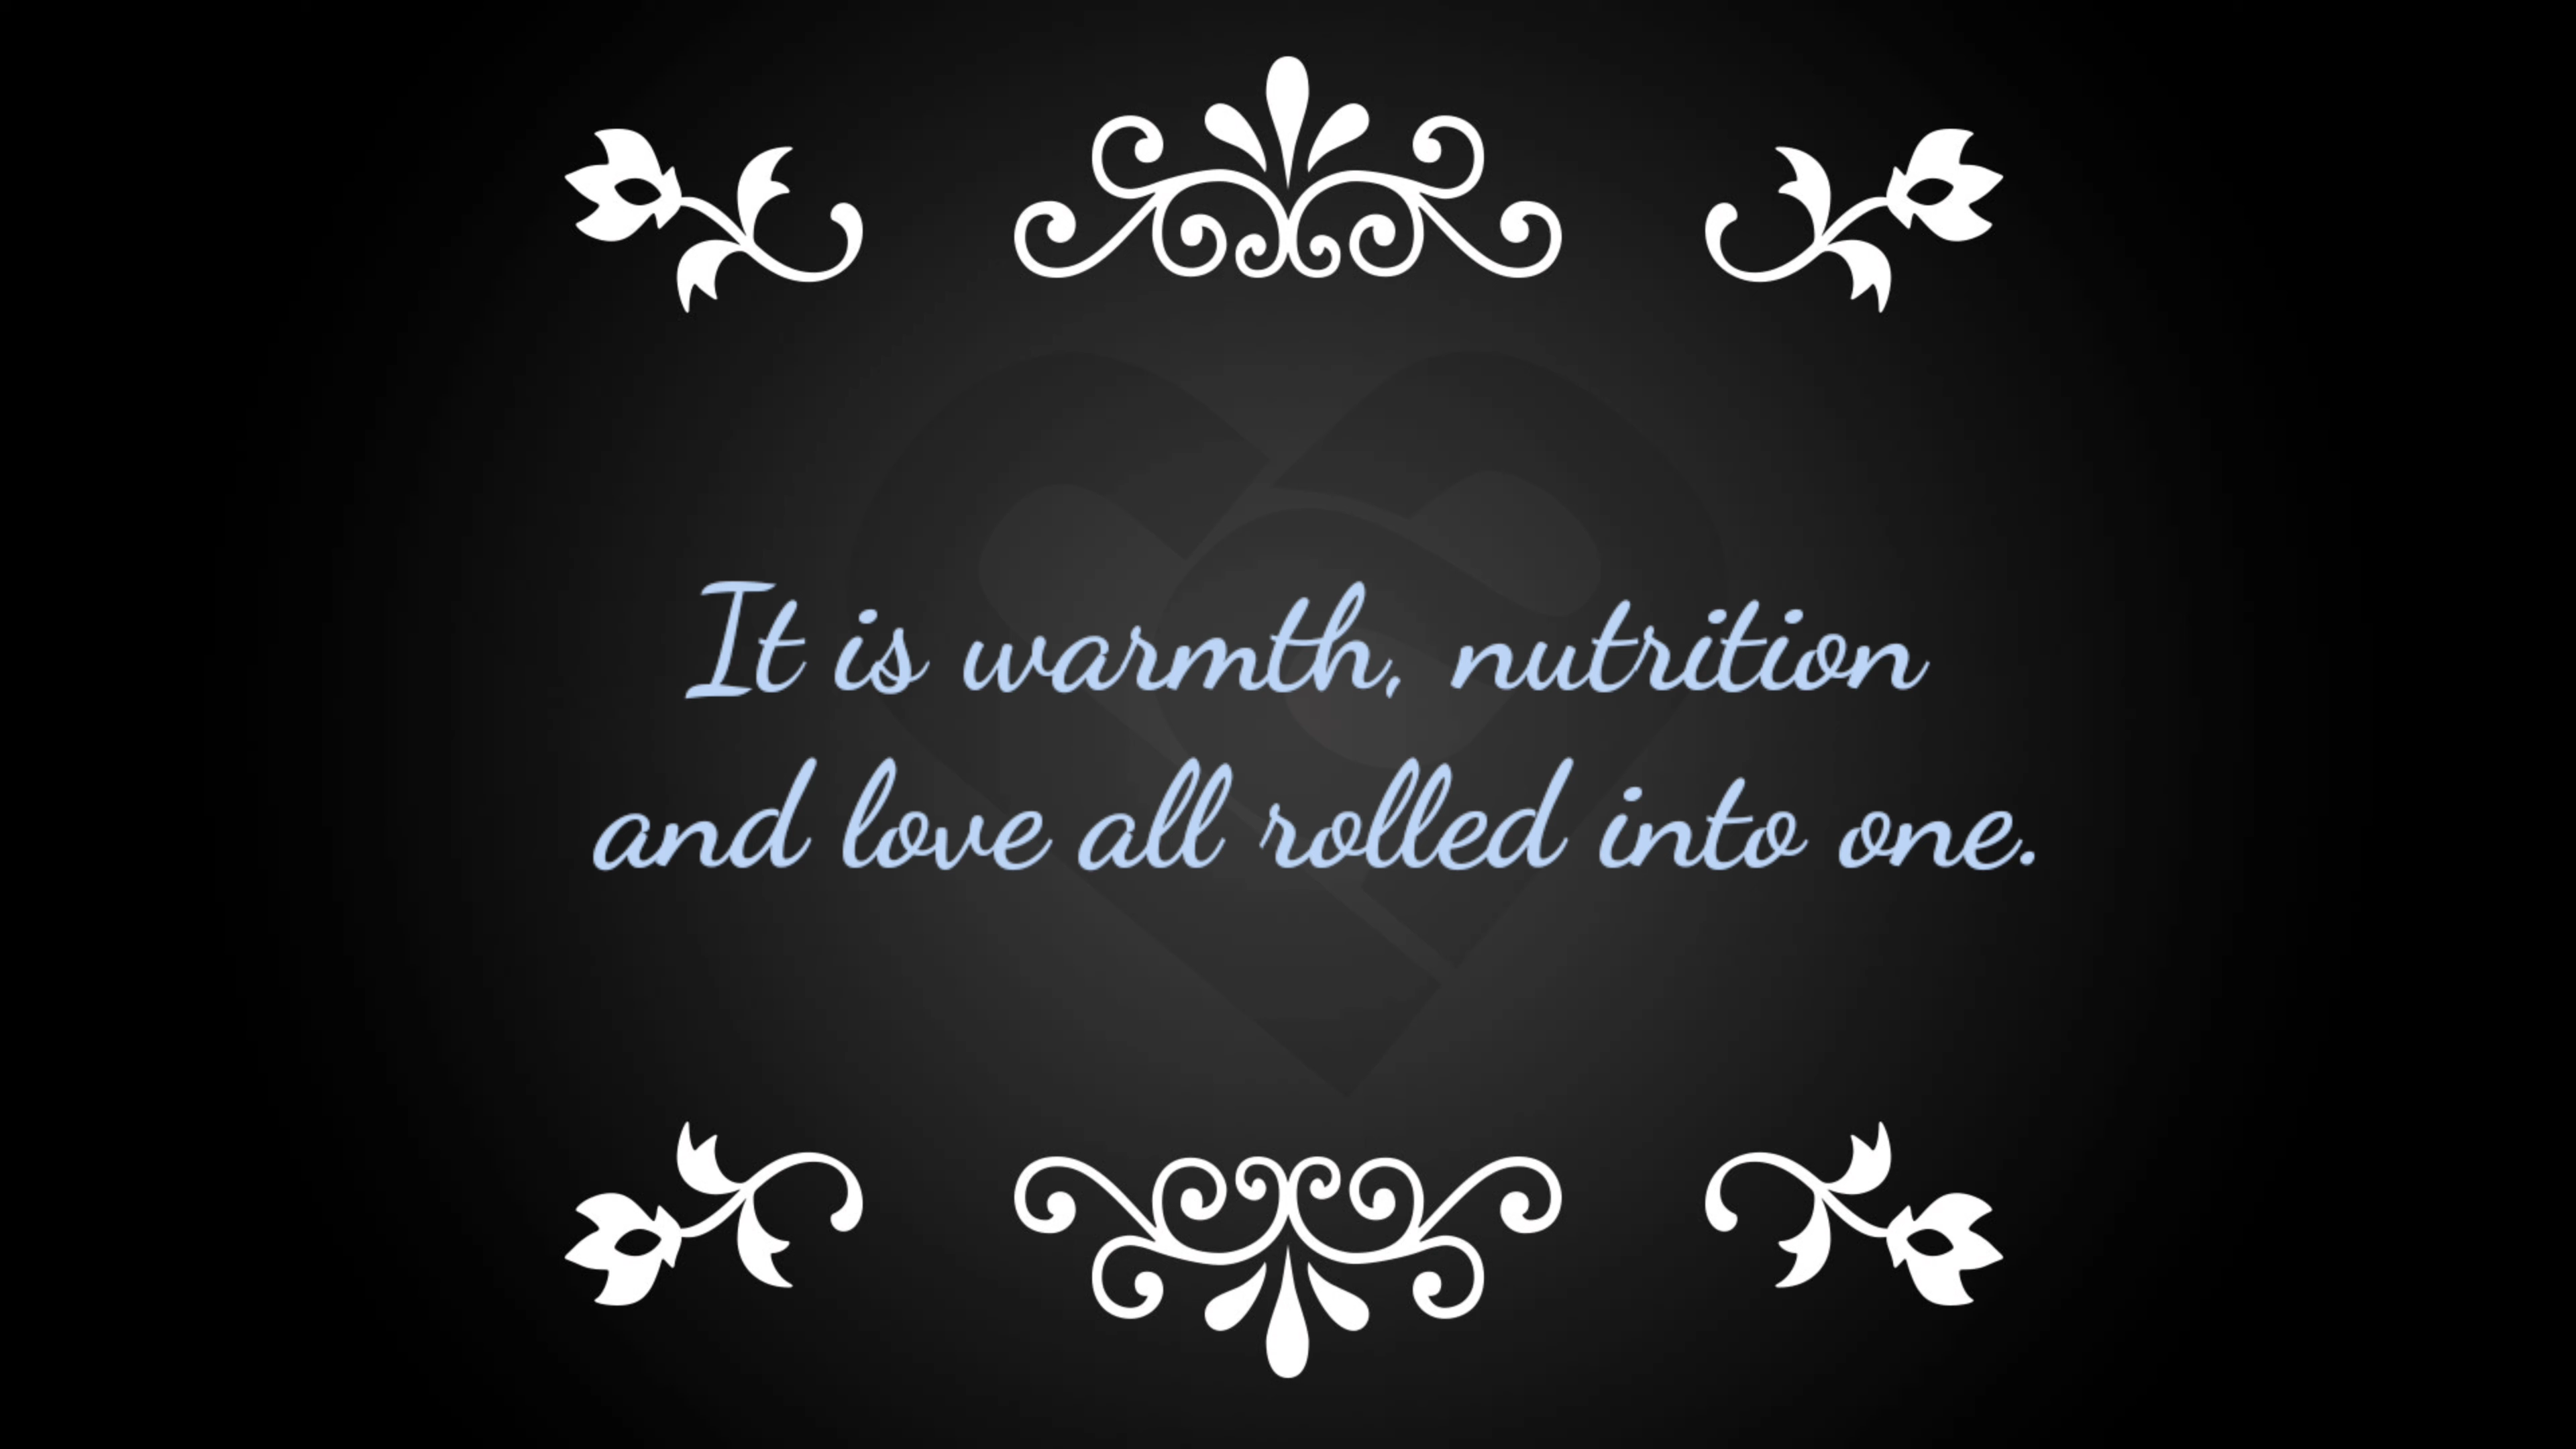 It is warmth, nutrition
and love all rolled into one.